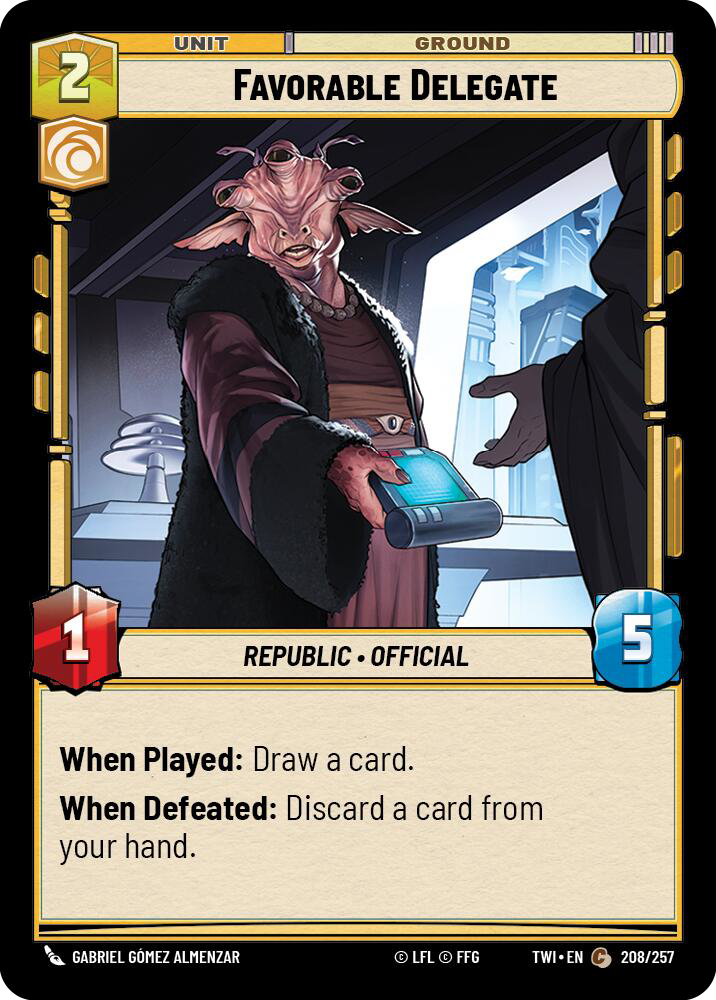 UNIT
GROUND
2
FAVORABLE DELEGATE
1
REPUBLIC • OFFICIAL
5
When Played: Draw a card.
When Defeated: Discard a card from
your hand.
GABRIEL GÓMEZ ALMENZAR
© LFL © FFG
TWI • EN
C
208/257